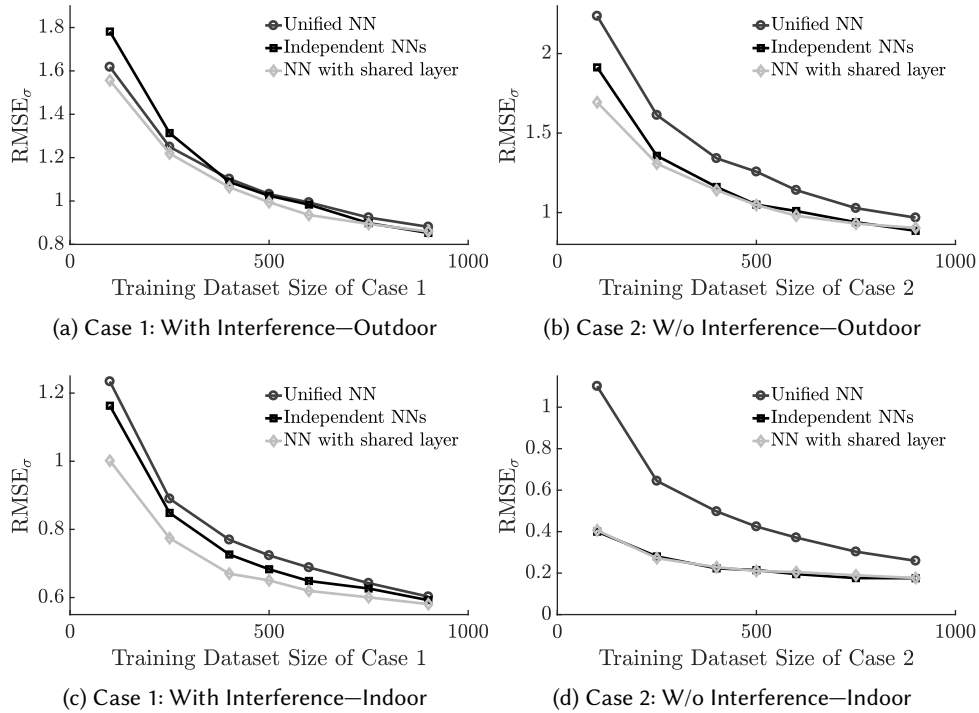 1.8
1.6
1.4
1.2
1
0.8
RMSEσ
Unified NN
Independent NNs
NN with shared layer
0 500 1000
Training Dataset Size of Case 1
(a) Case 1: With Interference—Outdoor
2
1.5
1
RMSEσ
Unified NN
Independent NNs
NN with shared layer
0 500 1000
Training Dataset Size of Case 2
(b) Case 2: W/o Interference—Outdoor
1.2
1
0.8
0.6
RMSEσ
Unified NN
Independent NNs
NN with shared layer
0 500 1000
Training Dataset Size of Case 1
(c) Case 1: With Interference—Indoor
1
0.8
0.6
0.4
0.2
0
RMSEσ
Unified NN
Independent NNs
NN with shared layer
0 500 1000
Training Dataset Size of Case 2
(d) Case 2: W/o Interference—Indoor